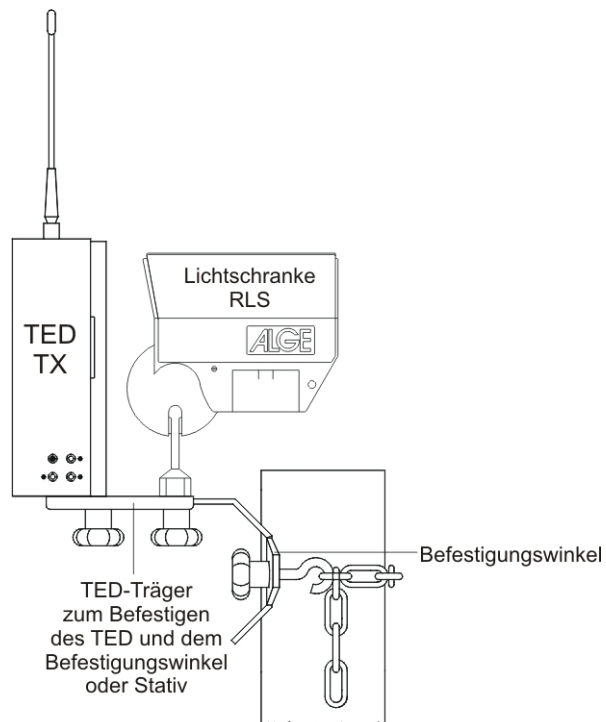 Lichtschranke
RLS
ALGE
TED
TX
Befestigungswinkel
TED-Träger
zum Befestigen
des TED und dem
Befestigungswinkel
oder Stativ